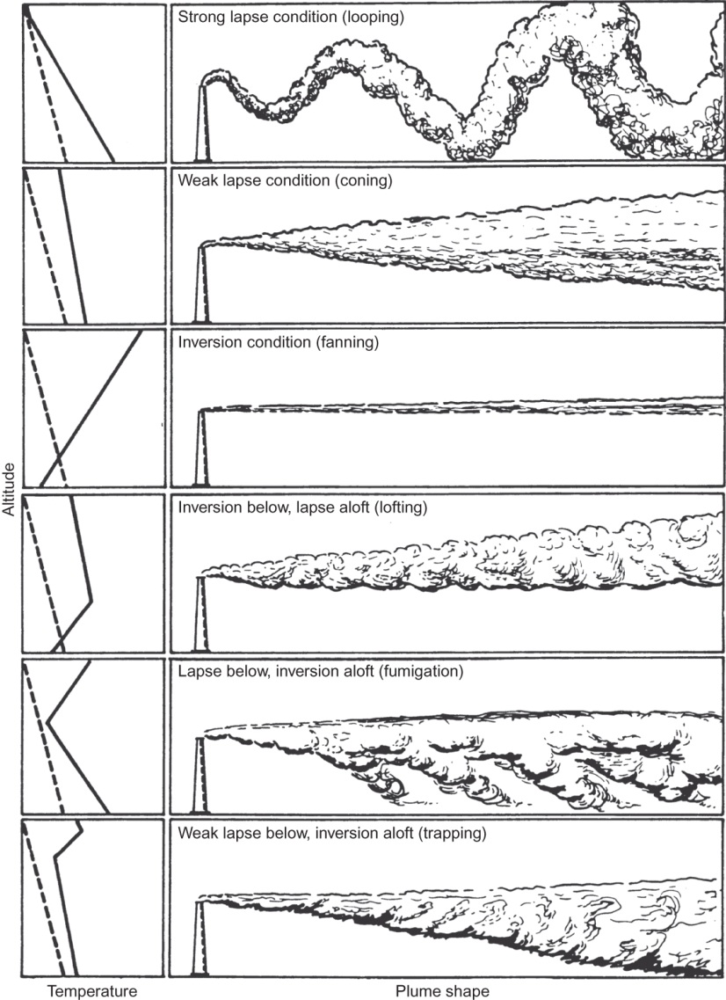 Strong lapse condition (looping)
Weak lapse condition (coning)
Inversion condition (fanning)
Altitude
Inversion below, lapse aloft (lofting)
Lapse below, inversion aloft (fumigation)
Weak lapse below, inversion aloft (trapping)
Temperature
Plume shape